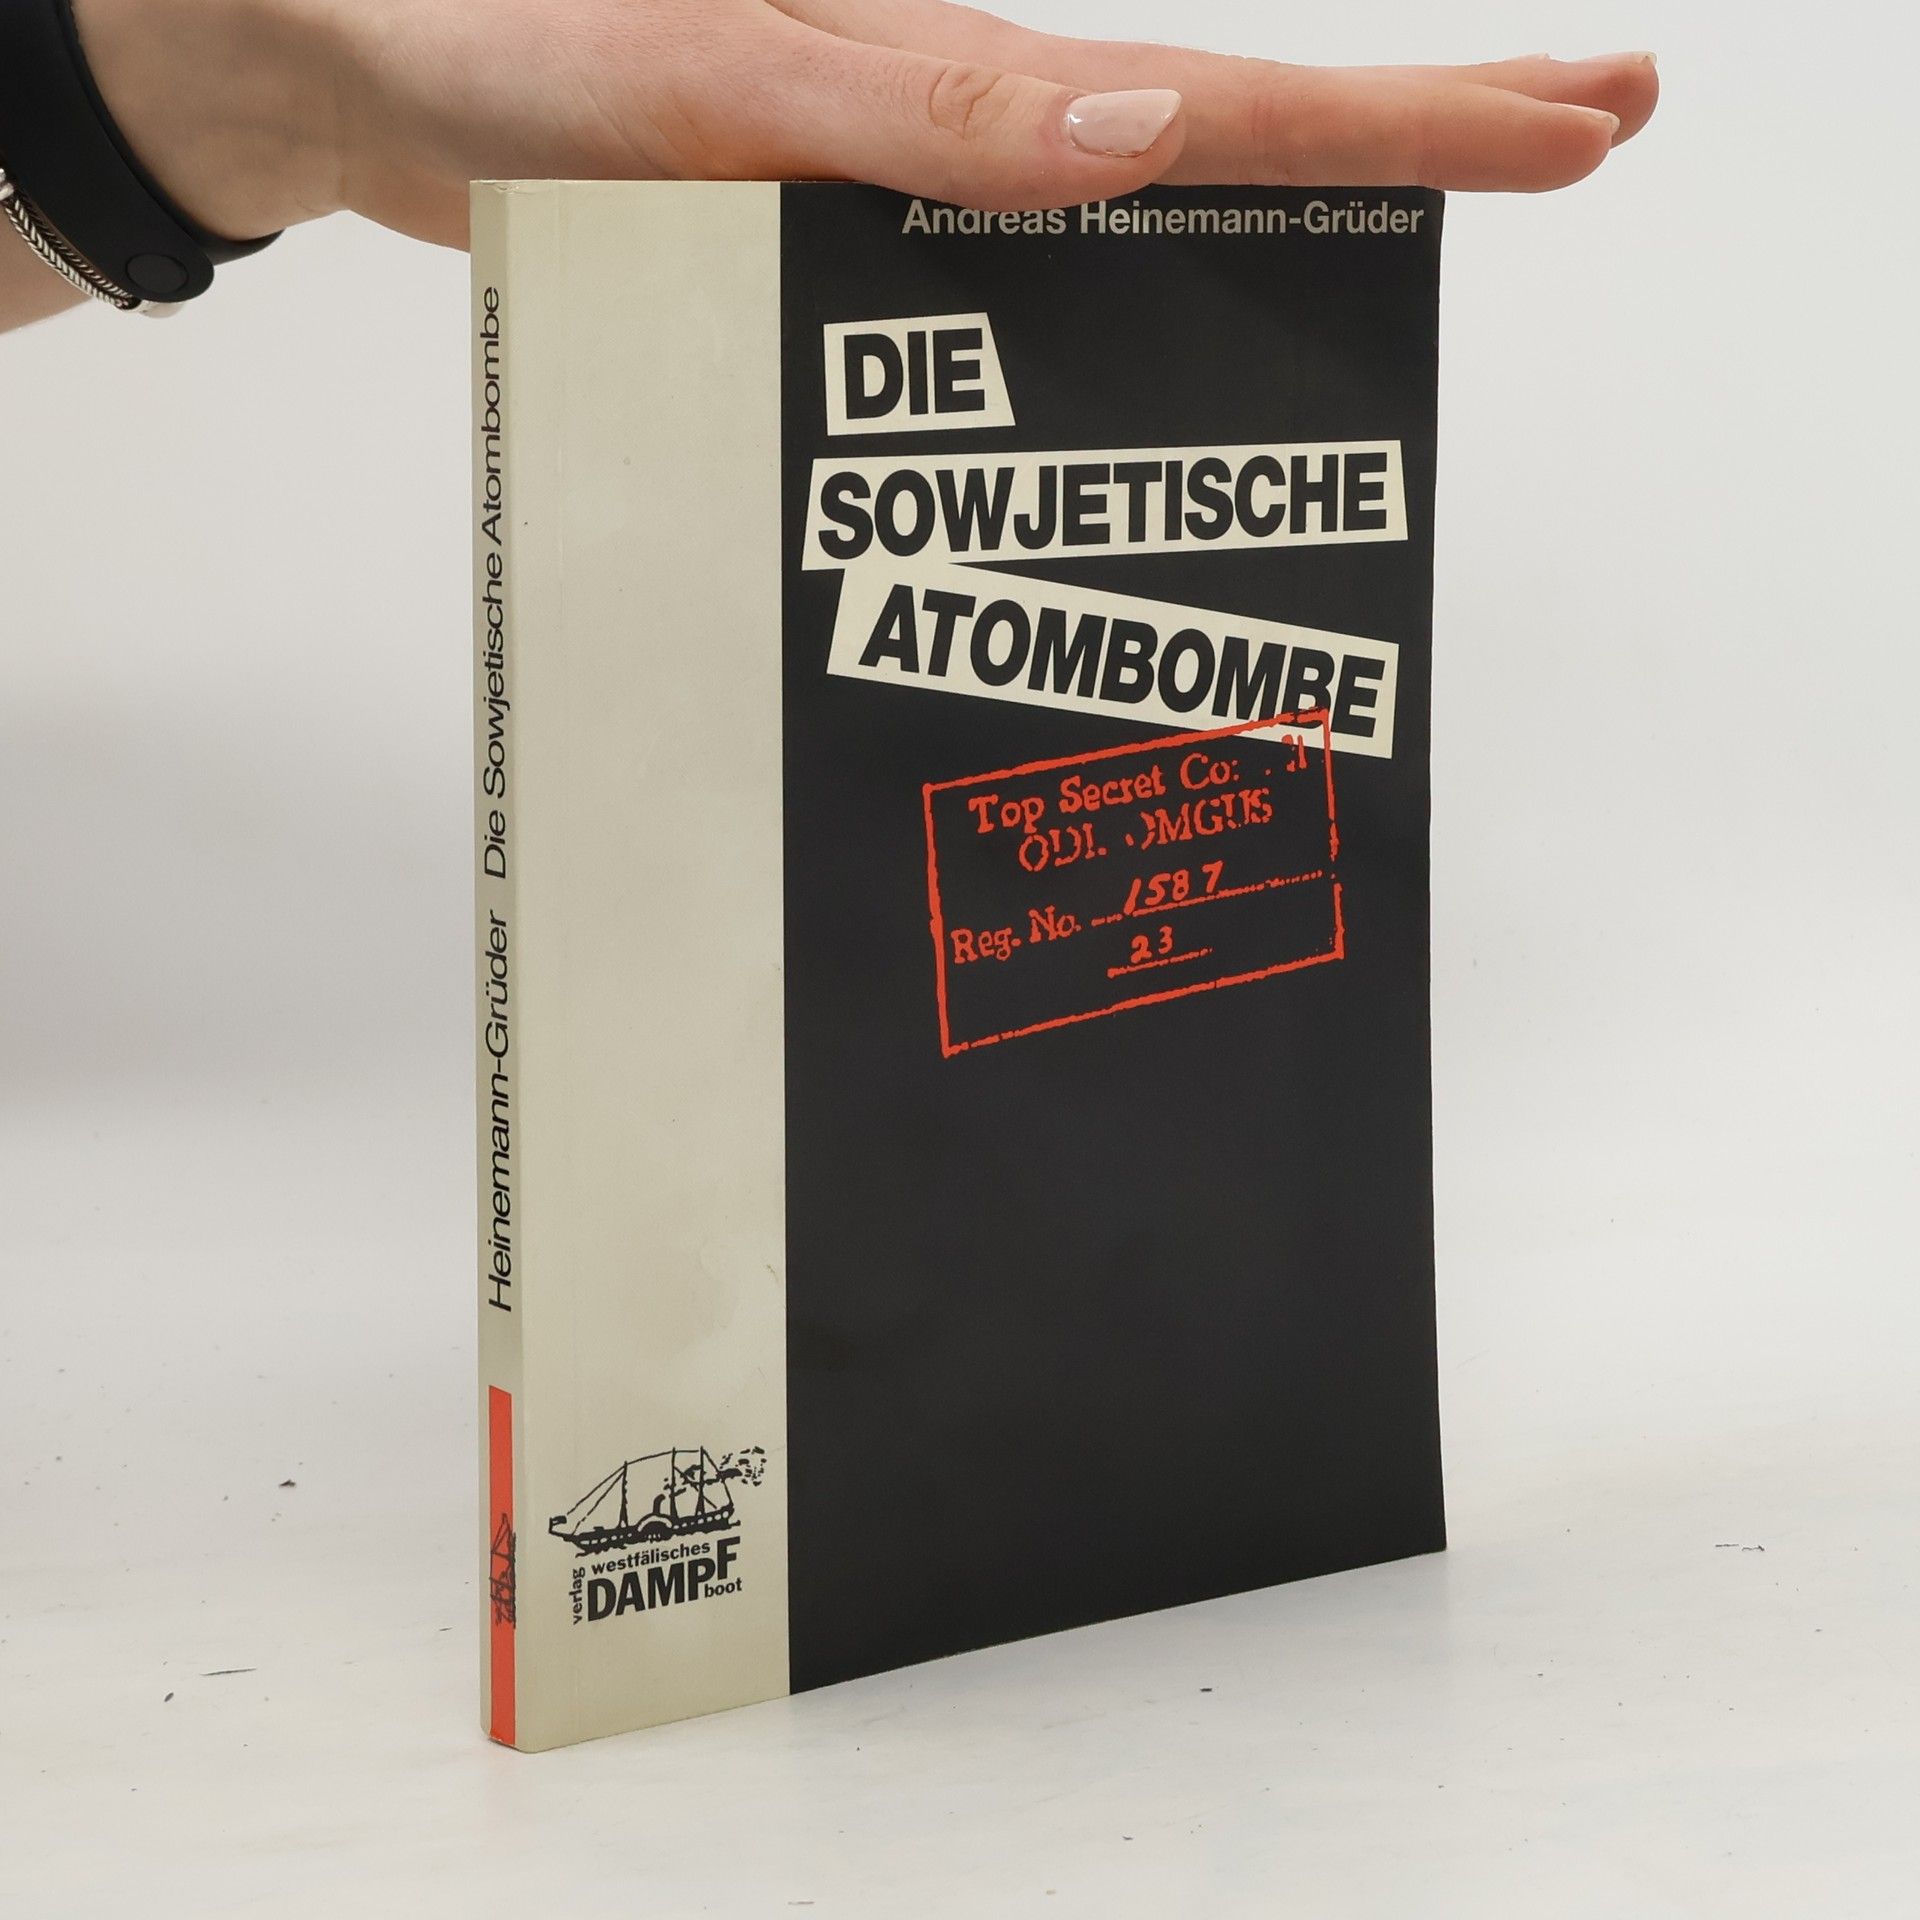 Andreas Heinemann-Grüder
DIE
SOWJETISCHE
ATOMBOMBE
Top Secret
OMGUS
Reg. No. 1587
23
Heinemann-Grüder Die Sowjetische Atombombe
verlag
westfälisches
DAMPF
boot